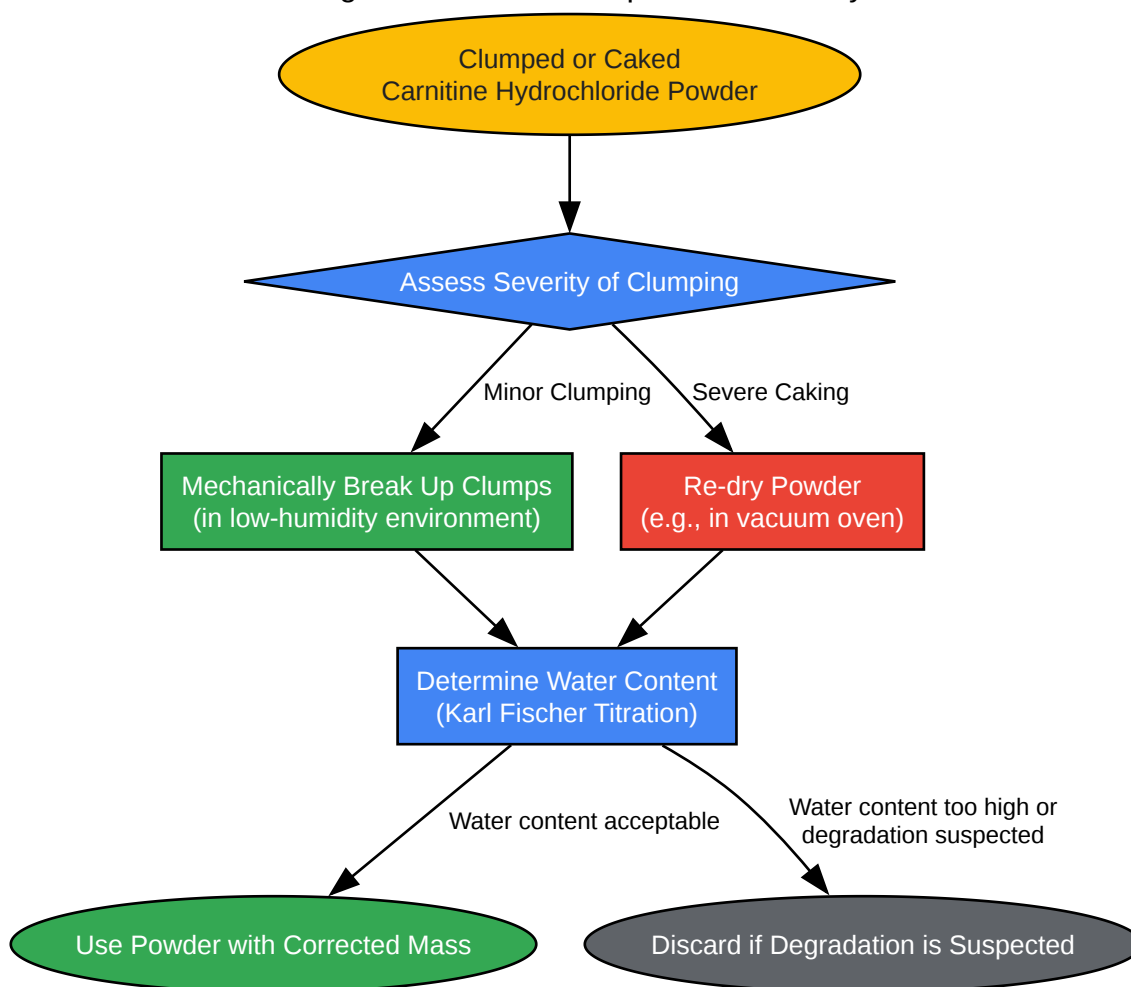 Clumped or Caked
Carnitine Hydrochloride Powder
Assess Severity of Clumping
Minor Clumping
Severe Caking
Mechanically Break Up Clumps
(in low-humidity environment)
Re-dry Powder
(e.g., in vacuum oven)
Determine Water Content
(Karl Fischer Titration)
Water content acceptable
Water content too high or
degradation suspected
Use Powder with Corrected Mass
Discard if Degradation is Suspected